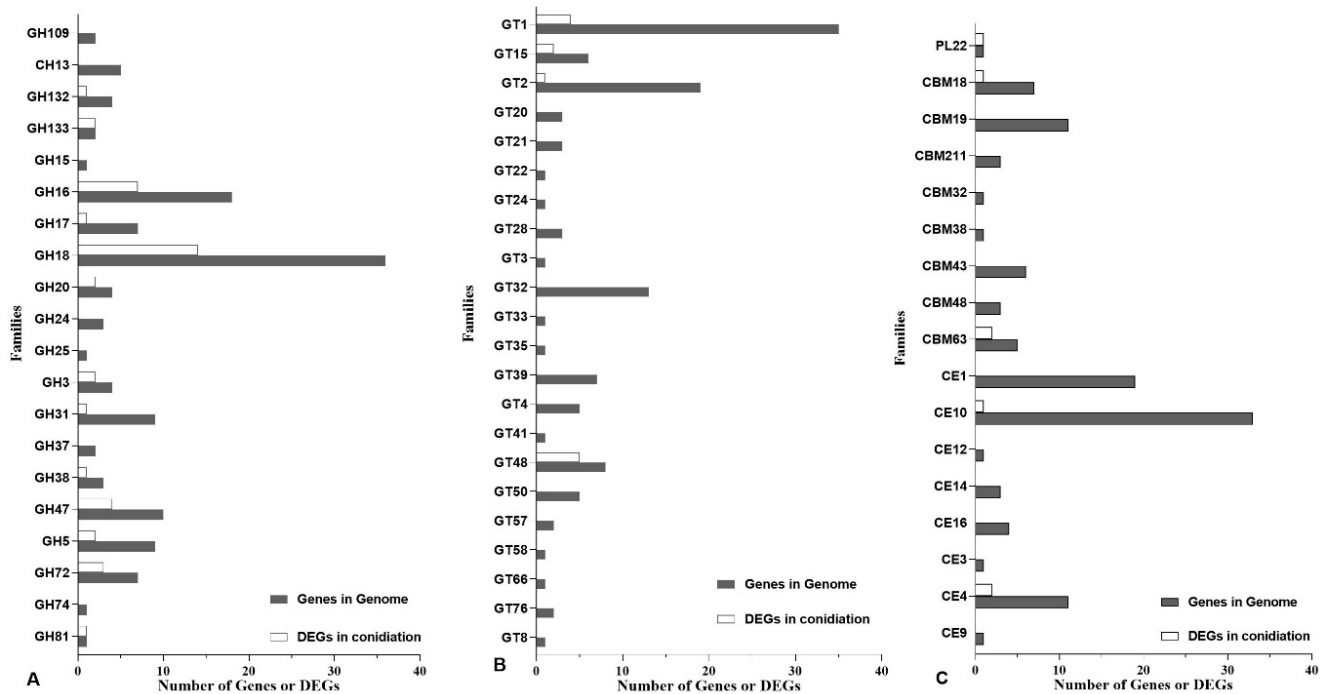 GH109
CH13
GH132
GH133
GH15
GH16
GH17
GH18
GH20
GH24
GH25
GH3
GH31
GH37
GH38
GH47
GH5
GH72
GH74
GH81
Families
Genes in Genome
DEGs in conidiation
0 10 20 30 40
A Number of Genes or DEGs
GT1
GT15
GT2
GT20
GT21
GT22
GT24
GT28
GT3
GT32
GT33
GT35
GT39
GT4
GT41
GT48
GT50
GT57
GT58
GT66
GT76
GT8
Families
Genes in Genome
DEGs in conidiation
0 10 20 30 40
B Number of Genes or DEGs
PL22
CBM18
CBM19
CBM211
CBM32
CBM38
CBM43
CBM48
CBM63
CE1
CE10
CE12
CE14
CE16
CE3
CE4
CE9
Families
Genes in Genome
DEGs in conidiation
0 10 20 30 40
C Number of Genes or DEGs